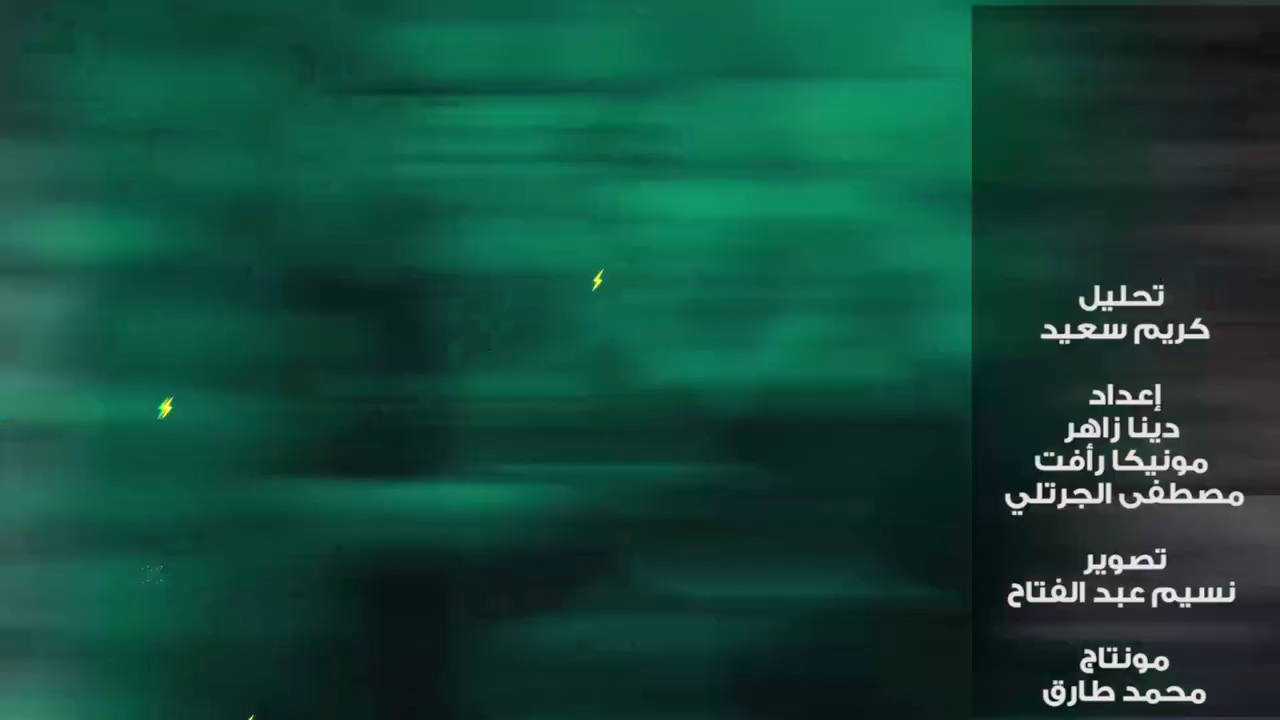 تحليل
كريم سعيد
إعداد
دينا زاهر
مونيكا رأفت
مصطفى الجرتلي
تصوير
نسيم عبد الفتاح
مونتاج
محمد طارق